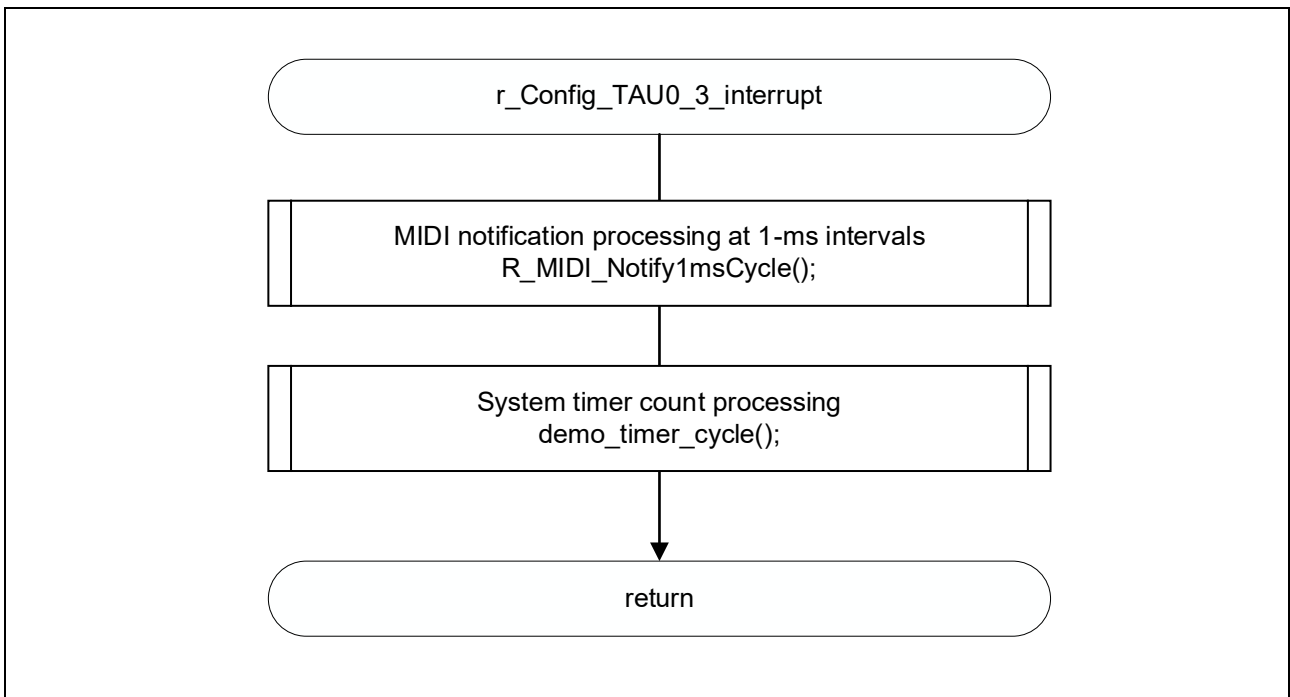 r_Config_TAU0_3_interrupt
MIDI notification processing at 1-ms intervals
R_MIDI_Notify1msCycle();
System timer count processing
demo_timer_cycle();
return